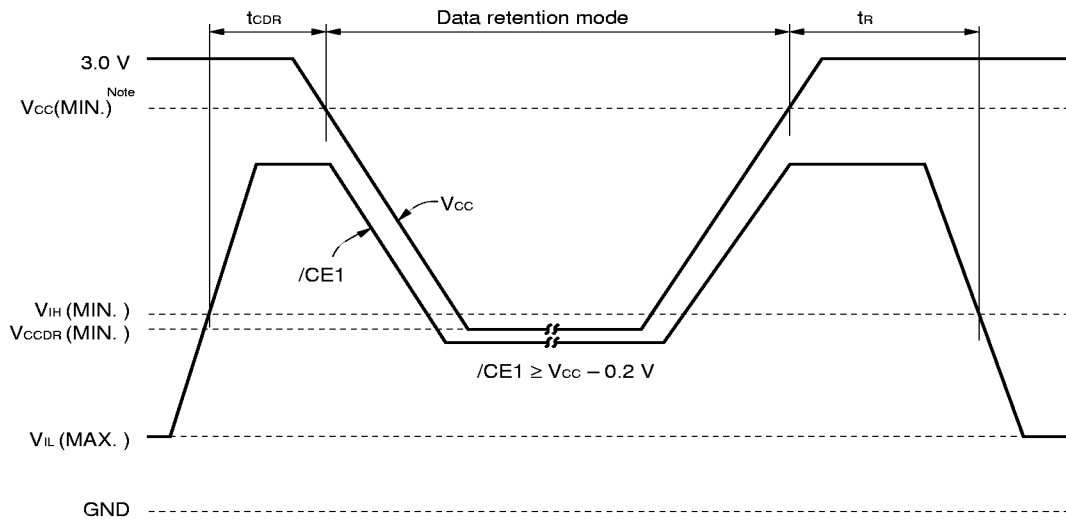 tCDR
Data retention mode
tR
3.0 V
VCC(MIN.) Note
VCC
/CE1
VIH (MIN. )
VCCDR (MIN. )
/CE1 ≥ VCC – 0.2 V
VIL (MAX. )
GND